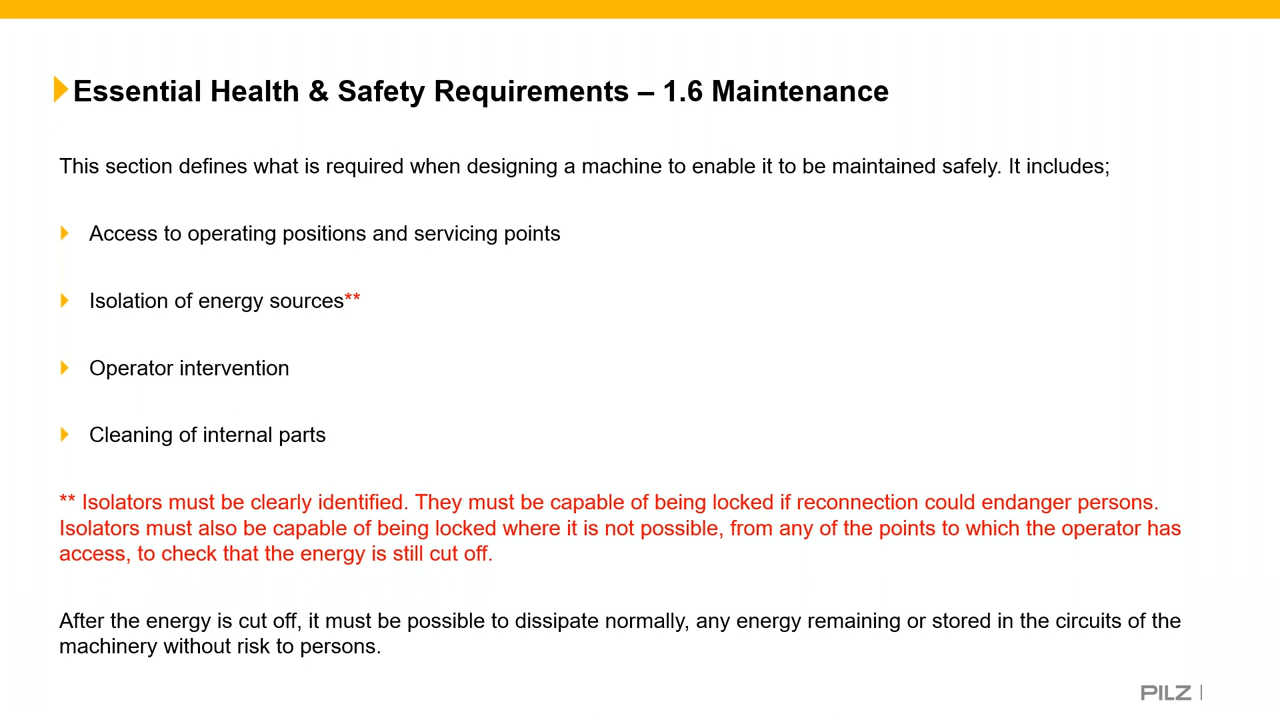 Essential Health & Safety Requirements – 1.6 Maintenance
This section defines what is required when designing a machine to enable it to be maintained safely. It includes;
Access to operating positions and servicing points
Isolation of energy sources**
Operator intervention
Cleaning of internal parts
** Isolators must be clearly identified. They must be capable of being locked if reconnection could endanger persons.
Isolators must also be capable of being locked where it is not possible, from any of the points to which the operator has
access, to check that the energy is still cut off.
After the energy is cut off, it must be possible to dissipate normally, any energy remaining or stored in the circuits of the
machinery without risk to persons.
PILZ |